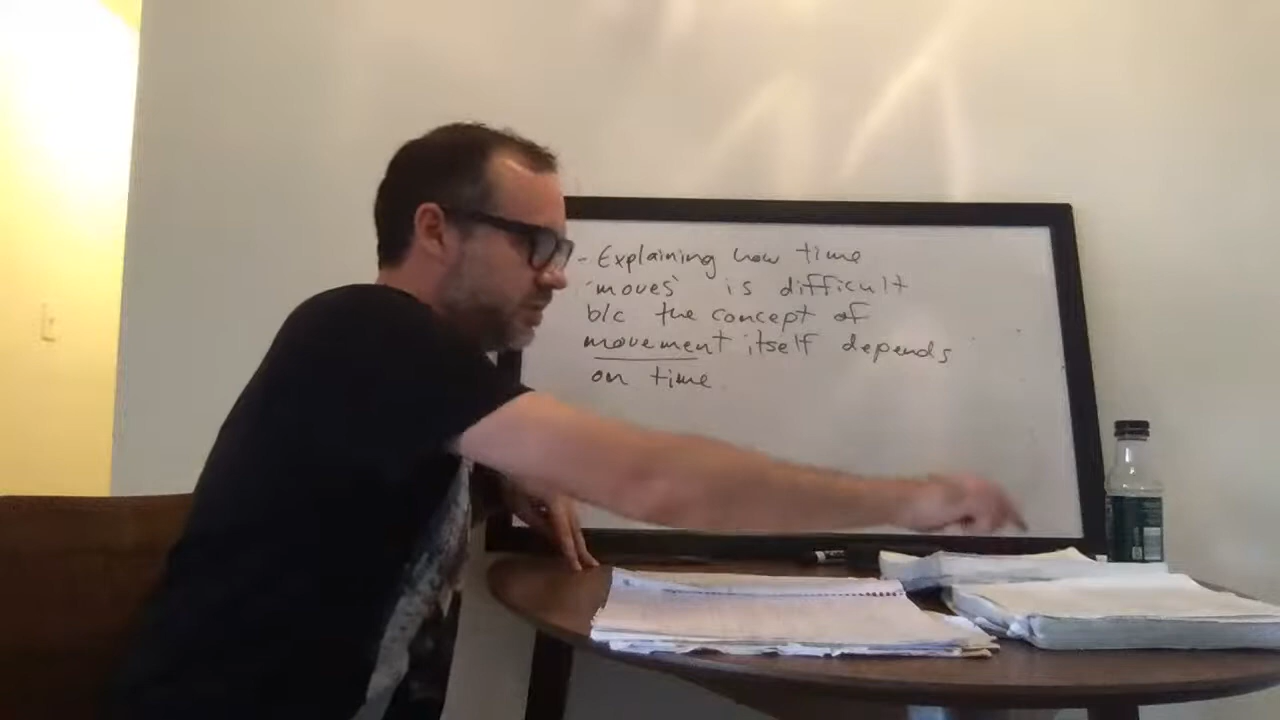 - Explaining how time
'moves' is difficult
b/c the concept of
movement itself depends
on time